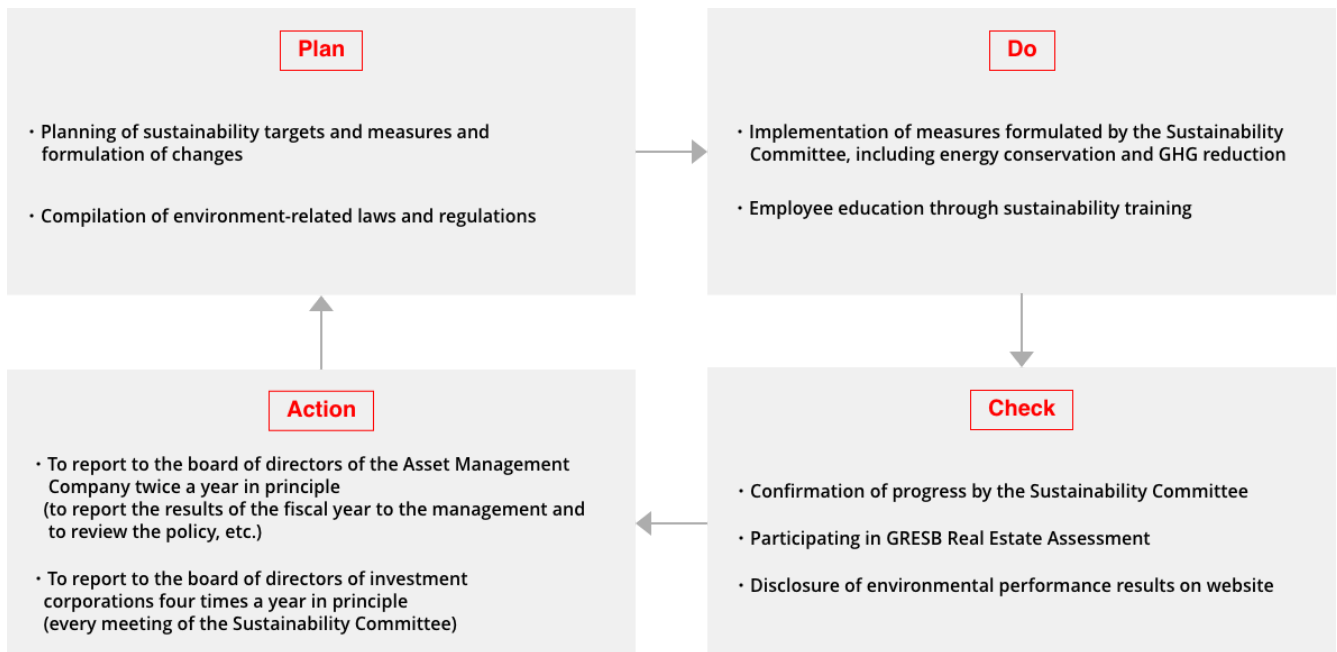 Plan
・Planning of sustainability targets and measures and
formulation of changes
・Compilation of environment-related laws and regulations
Do
・Implementation of measures formulated by the Sustainability
Committee, including energy conservation and GHG reduction
・Employee education through sustainability training
Check
・Confirmation of progress by the Sustainability Committee
・Participating in GRESB Real Estate Assessment
・Disclosure of environmental performance results on website
Action
・To report to the board of directors of the Asset Management
Company twice a year in principle
(to report the results of the fiscal year to the management and
to review the policy, etc.)
・To report to the board of directors of investment
corporations four times a year in principle
(every meeting of the Sustainability Committee)